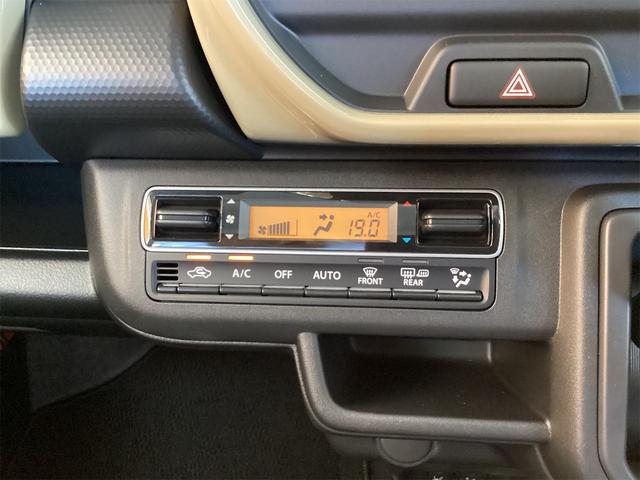 A/C
19.0
A/C OFF AUTO FRONT REAR